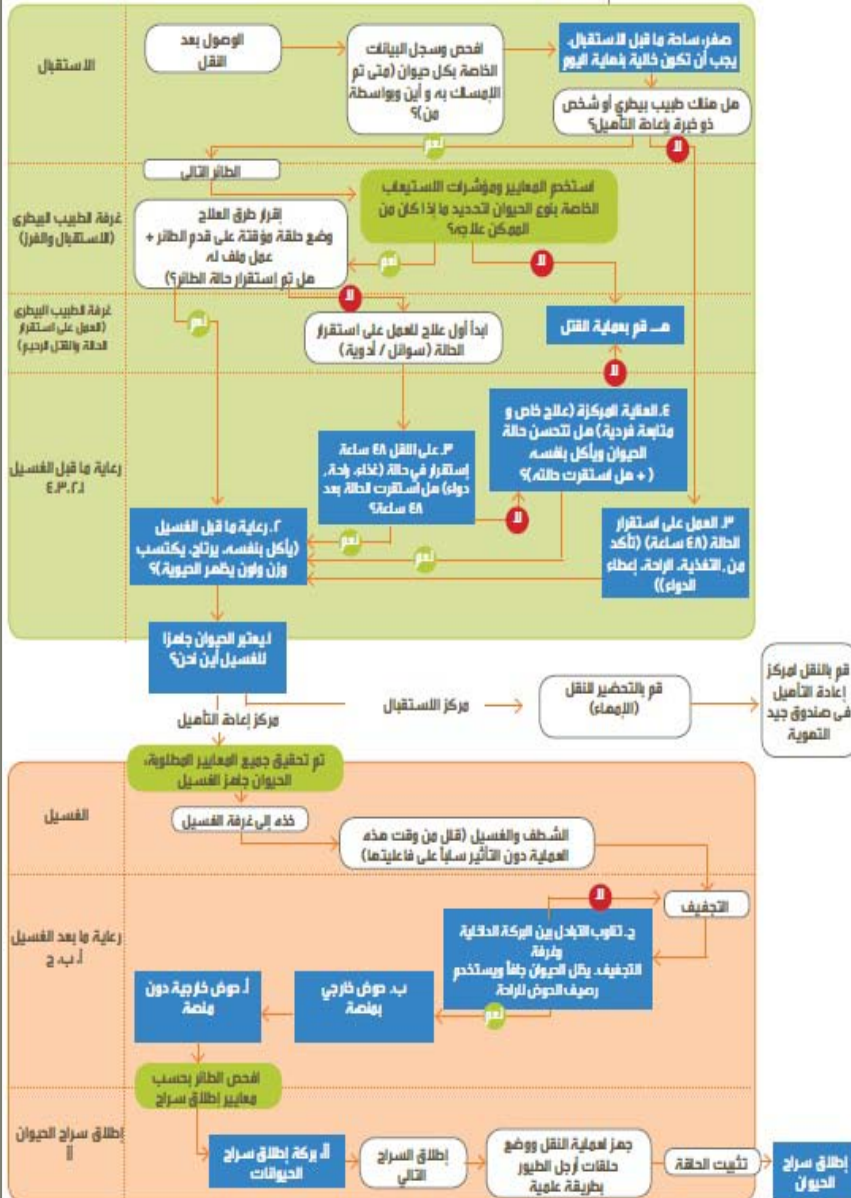 الاستقبال
الوصول بعد
النقل
افحص وسجل البيانات
الخاصة بكل حيوان (متى تم
الإمساك به و أين وبواسطة
من)؟
صفر، ساحة ما قبل الاستقبال.
يجب أن تكون خالية بنهاية اليوم
هل هناك طبيب بيطري أو شخص
ذو خبرة بإعادة التأهيل؟
نعم
لا
غرفة الطبيب البيطرى
(الاستقبال والفرز)
الطائر التالى
استخدم المعايير ومؤشرات الاستيعاب
الخاصة بنوع الحيوان لتحديد ما إذا كان من
الممكن علاجه؟
إقرار طرق العلاج
وضع حلقة مؤقتة على قدم الطائر +
عمل ملف له
هل تم إستقرار حالة الطائر؟)
نعم
لا
غرفة الطبيب البيطرى
(العمل على استقرار
الحالة والقتل الرحيم)
نعم
لا
ابدأ أول علاج للعمل على استقرار
الحالة (سوائل / أدوية)
هـ. قم بعملية القتل
لا
رعاية ما قبل الغسيل
١،٢،٣،٤
٤. العناية المركزة (علاج خاص و
متابعة فردية) هل تتحسن حالة
الحيوان ويأكل بنفسه
( + هل استقرت حالته)؟
٣. على الاقل ٤٨ ساعة
إستقرار في حالة (غذاء، راحة،
دواء) هل استقرت الحالة بعد
٤٨ ساعة؟
لا
نعم
نعم
٣. العمل على استقرار
الحالة (٤٨ ساعة) (تأكد
من، التغذية، الراحة، إعطاء
الدواء))
٢. رعاية ما قبل الغسيل
(يأكل بنفسه، يرتاح، يكتسب
وزن ولون يظهر الحيوية)؟
١.يعتبر الحيوان جاهزا
للغسيل أين نحن؟
مركز الاستقبال
قم بالتحضير للنقل
(الإمهاء)
قم بالنقل لمركز
إعادة التأهيل
فى صندوق جيد
التهوية
مركز إعادة التأهيل
تم تحقيق جميع المعايير المطلوبة،
الحيوان جاهز الغسيل
الغسيل
خذه إلى غرفة الغسيل
الشطف والغسيل (قلل من وقت هذه
العملية دون التأثير سلباً على فاعليتها)
رعاية ما بعد الغسيل
أ، ب، ج
التجفيف
لا
ج. تناوب التبادل بين البركة الداخلية
وغرفة
التجفيف. يظل الحيوان جافاً ويستخدم
رصيف الحوض للراحة
نعم
ب. حوض خارجي
بمنصة
أ. حوض خارجية دون
منصة
افحص الطائر بحسب
معايير إطلاق سراح
إطلاق سراح الحيوان
أأ
أأ. بركة إطلاق سراح
الحيوانات
إطلاق السراح
التالي
جهز لعملية النقل ووضع
حلقات أرجل الطيور
بطريقة علمية
تثبيت الحلقة
إطلاق سراح
الحيوان